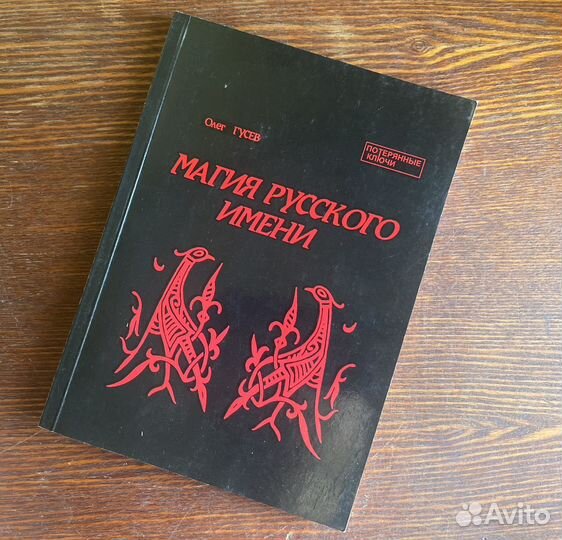 Олег ГУСЕВ
ПОТЕРЯННЫЕ
КЛЮЧИ
МАГИЯ РУССКОГО
ИМЕНИ
Avito